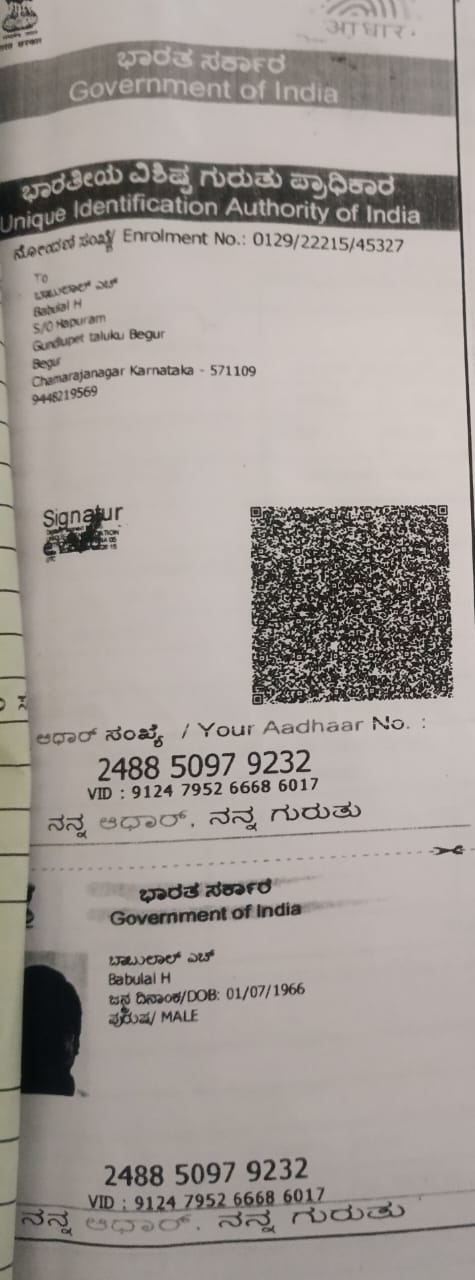 आधार
ಭಾರತ ಸರ್ಕಾರ
Government of India
ಭಾರತೀಯ ವಿಶಿಷ್ಟ ಗುರುತು ಪ್ರಾಧಿಕಾರ
Unique Identification Authority of India
ನೋಂದಣಿ ಸಂಖ್ಯೆ/ Enrolment No.: 0129/22215/45327
To
ಬಾಬುಲಾಲ್ ಎಚ್
Babulal H
S/O Hapuram
Gundlupet taluku Begur
Begur
Chamarajanagar Karnataka - 571109
9448219569
Signatur
ಆಧಾರ್ ಸಂಖ್ಯೆ / Your Aadhaar No. :
2488 5097 9232
VID : 9124 7952 6668 6017
ನನ್ನ ಆಧಾರ್, ನನ್ನ ಗುರುತು
ಭಾರತ ಸರ್ಕಾರ
Government of India
ಬಾಬುಲಾಲ್ ಎಚ್
Babulal H
ಜನ್ಮ ದಿನಾಂಕ/DOB: 01/07/1966
ಪುರುಷ/ MALE
2488 5097 9232
VID : 9124 7952 6668 6017
ನನ್ನ ಆಧಾರ್, ನನ್ನ ಗುರುತು